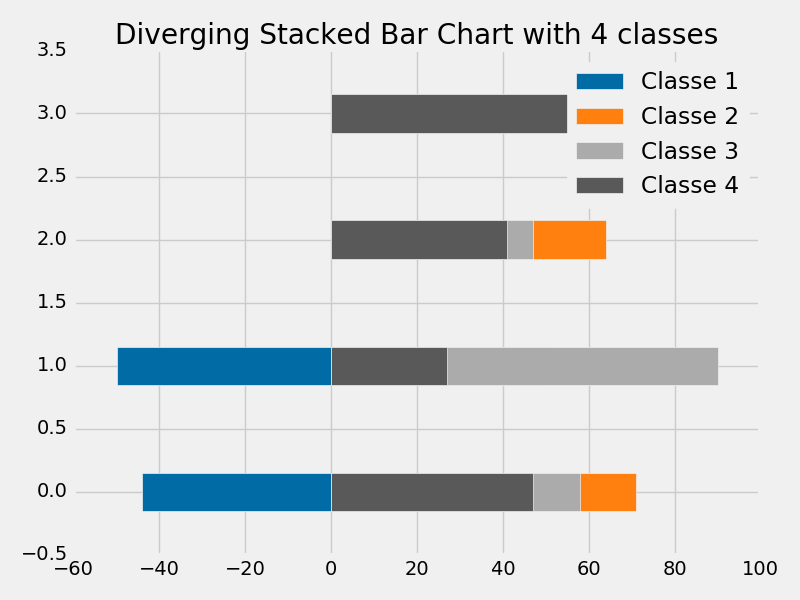 Diverging Stacked Bar Chart with 4 classes
3.5
3.0
2.5
2.0
1.5
1.0
0.5
0.0
−0.5
Classe 1
Classe 2
Classe 3
Classe 4
−60 −40 −20 0 20 40 60 80 100